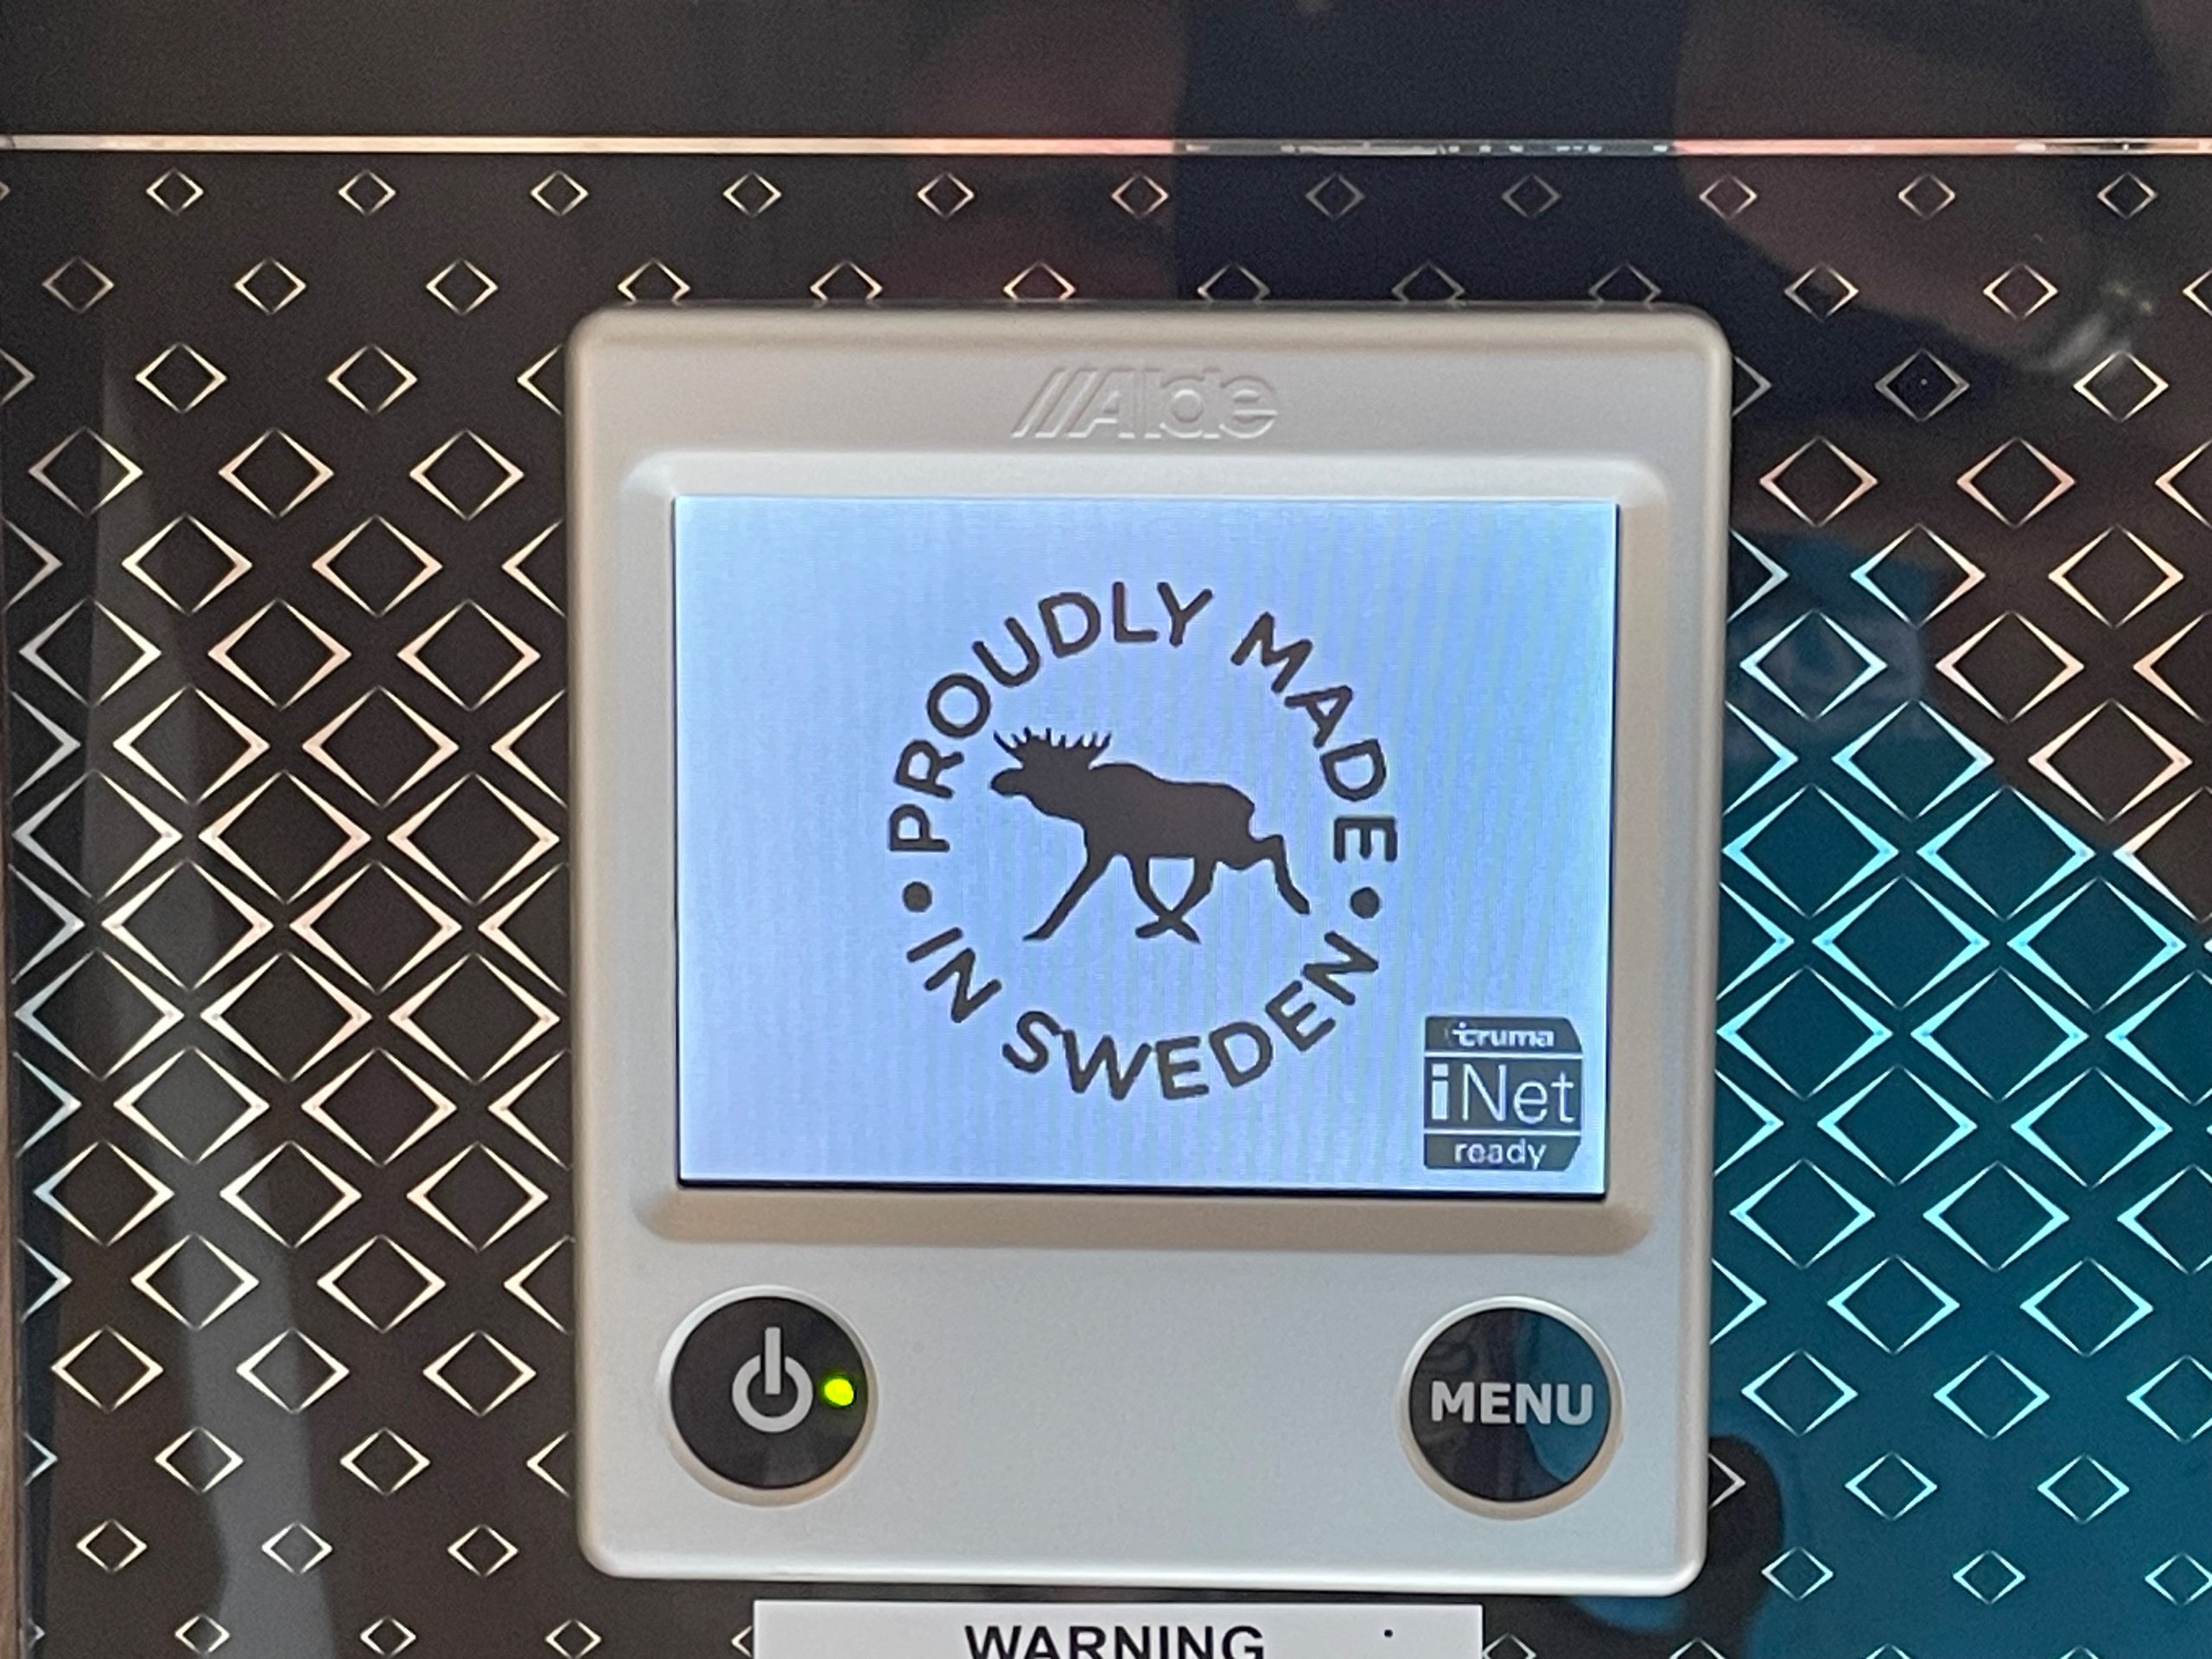 Alde
PROUDLY MADE
• IN SWEDEN •
truma
iNet
ready
MENU
WARNING